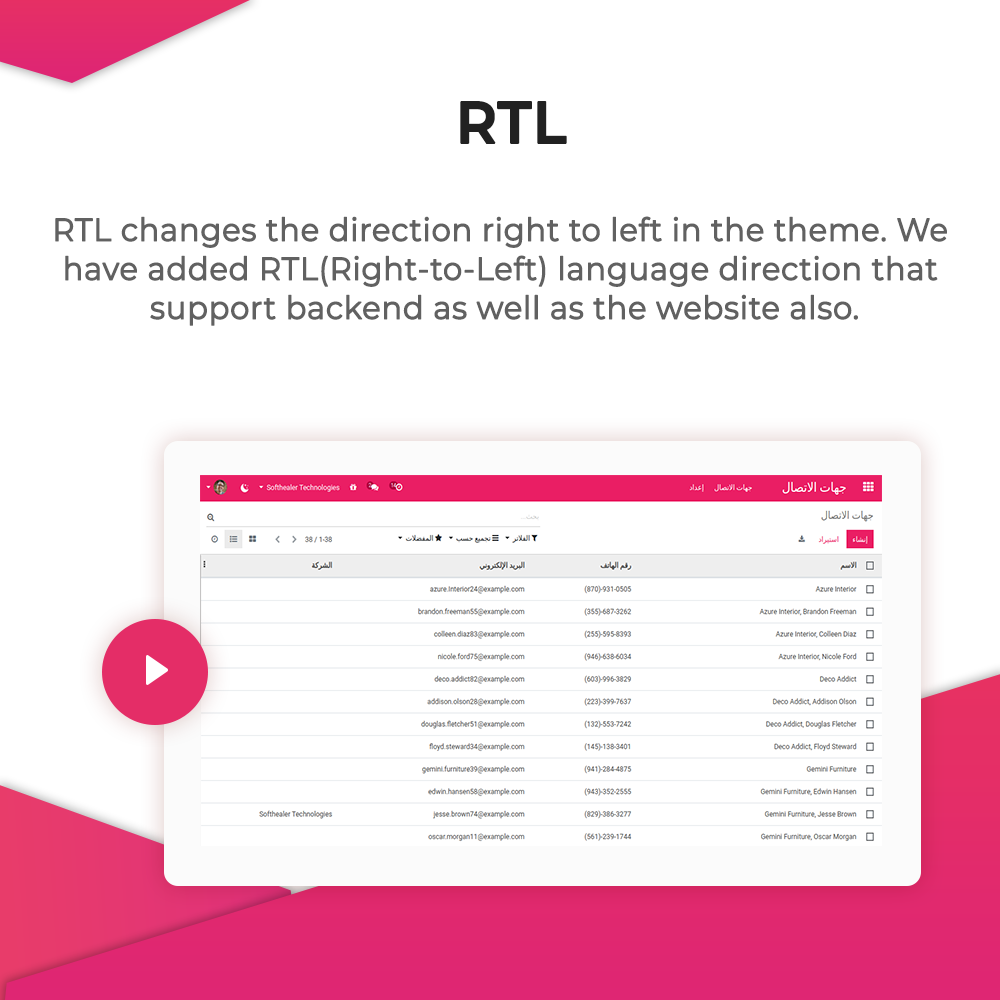 RTL
RTL changes the direction right to left in the theme. We
have added RTL(Right-to-Left) language direction that
support backend as well as the website also.
جهات الاتصال جهات الاتصال إعداد Softhealer Technologies
جهات الاتصال
بحث...
إنشاء استيراد الفلاتر تجميع حسب المفضلات 38 / 1-38
الاسم رقم الهاتف البريد الإلكتروني الشركة
Azure Interior (870)-931-0505 azure.Interior24@example.com
Azure Interior, Brandon Freeman (355)-687-3262 brandon.freeman55@example.com
Azure Interior, Colleen Diaz (255)-595-8393 colleen.diaz83@example.com
Azure Interior, Nicole Ford (946)-638-6034 nicole.ford75@example.com
Deco Addict (603)-996-3829 deco.addict82@example.com
Deco Addict, Addison Olson (223)-399-7637 addison.olson28@example.com
Deco Addict, Douglas Fletcher (132)-553-7242 douglas.fletcher51@example.com
Deco Addict, Floyd Steward (145)-138-3401 floyd.steward34@example.com
Gemini Furniture (941)-284-4875 gemini.furniture39@example.com
Gemini Furniture, Edwin Hansen (943)-352-2555 edwin.hansen58@example.com
Gemini Furniture, Jesse Brown (829)-386-3277 jesse.brown74@example.com Softhealer Technologies
Gemini Furniture, Oscar Morgan (561)-239-1744 oscar.morgan11@example.com